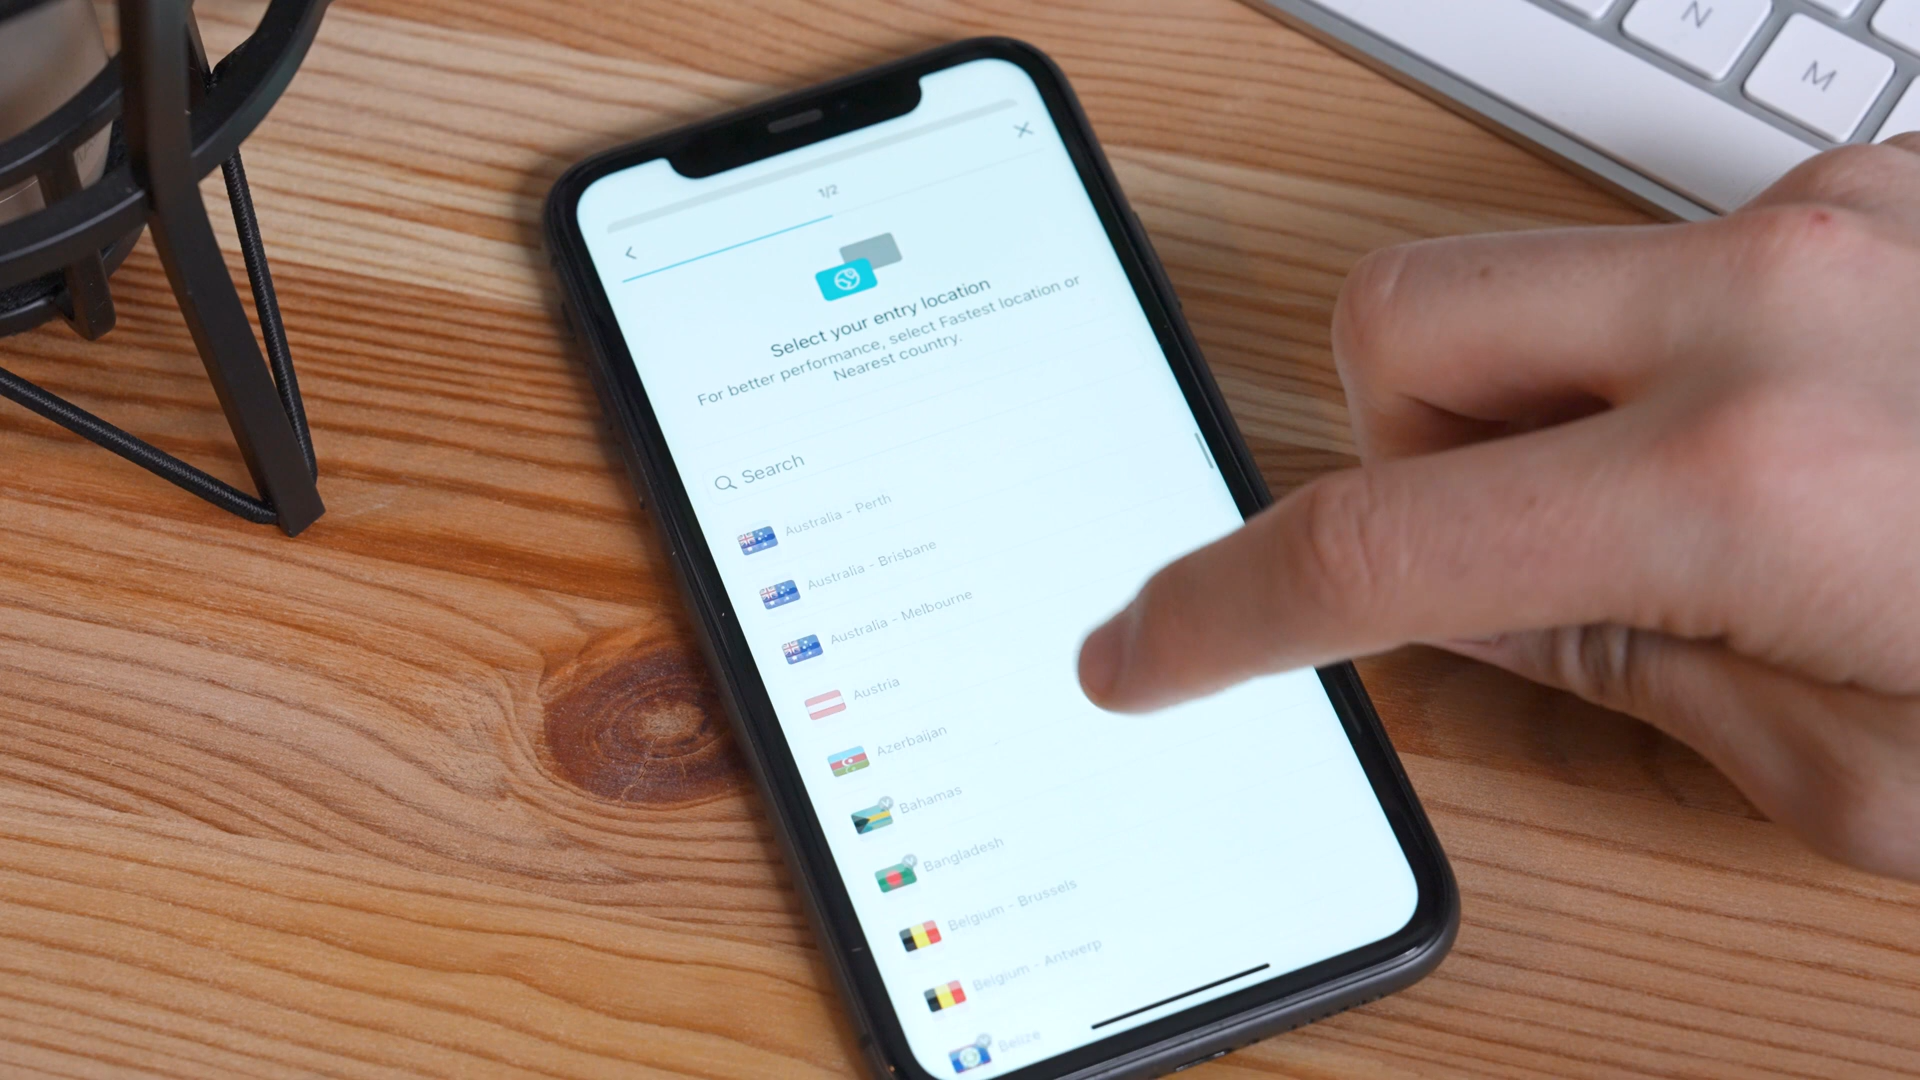 1/2
Select your entry location
For better performance, select Fastest location or
Nearest country.
Search
Australia - Perth
Australia - Brisbane
Australia - Melbourne
Austria
Azerbaijan
Bahamas
Bangladesh
Belgium - Brussels
Belgium - Antwerp
Belize
N
M